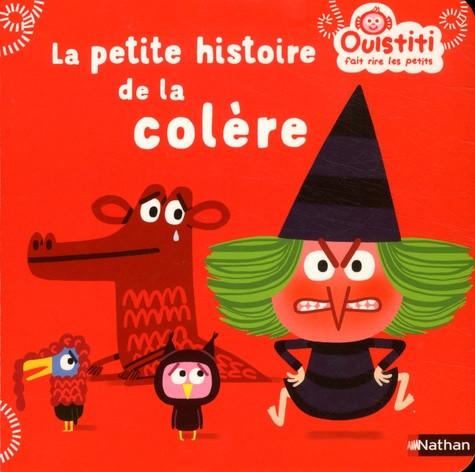 La petite histoire
de la
colère
Ouistiti
fait rire les petits
Nathan